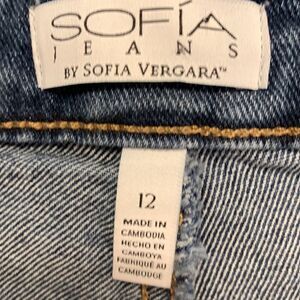 SOFÍA
JEANS
BY SOFIA VERGARA™
12
MADE IN
CAMBODIA
HECHO EN
CAMBOYA
FABRIQUÉ AU
CAMBODGE